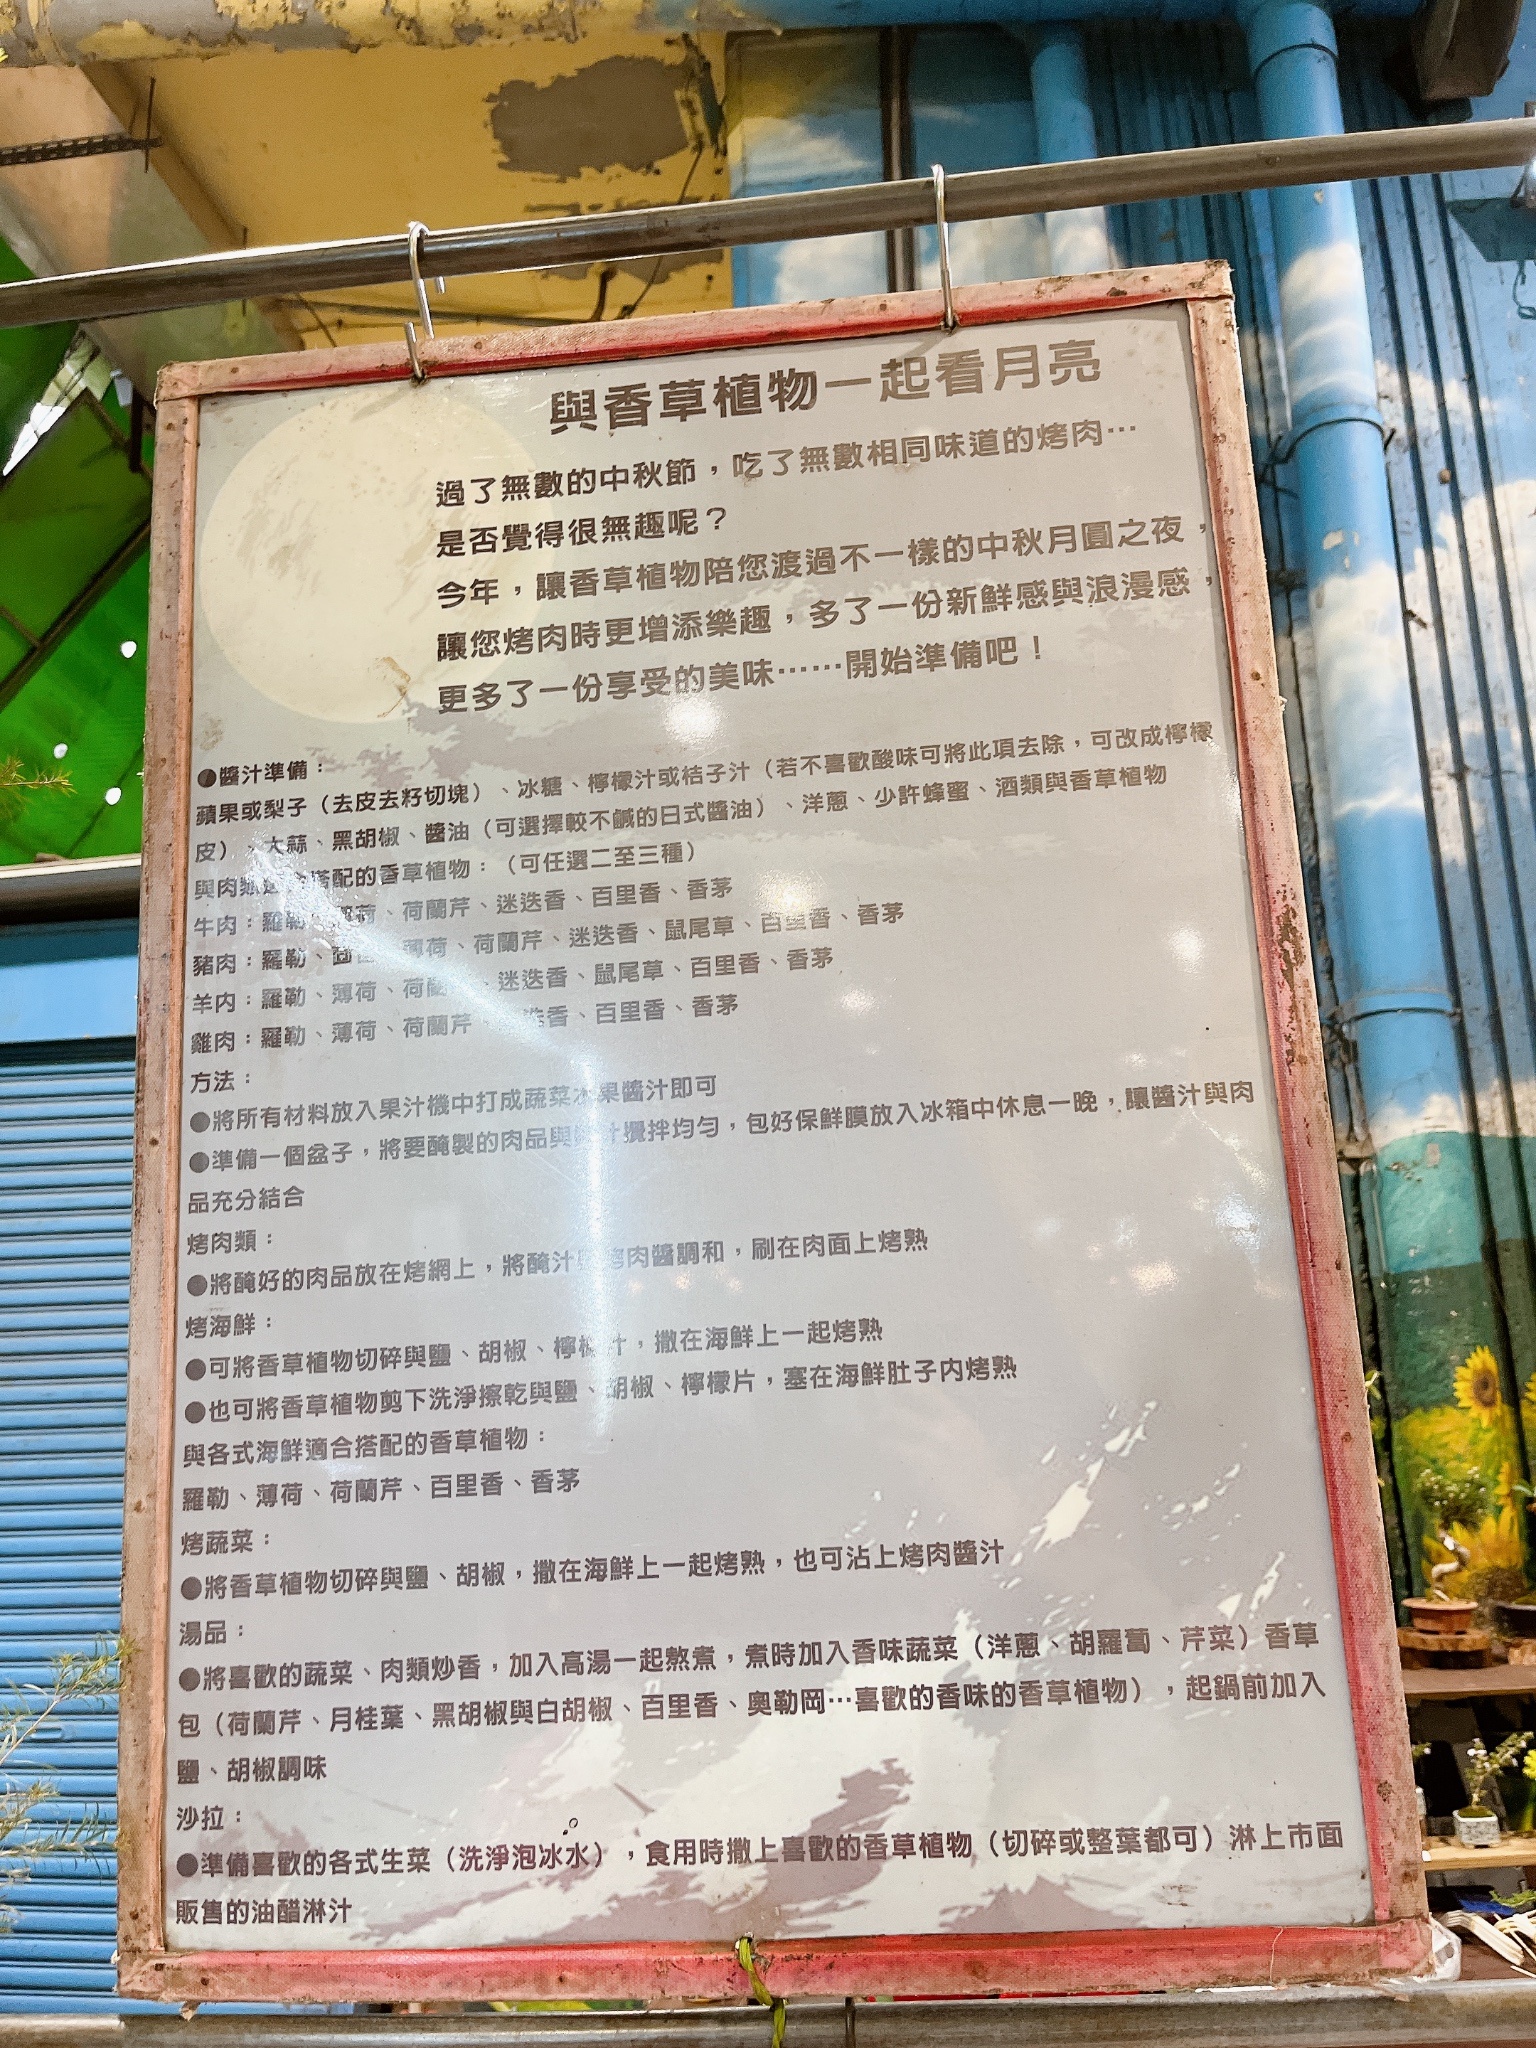 與香草植物一起看月亮
過了無數的中秋節，吃了無數相同味道的烤肉…
是否覺得很無趣呢？
今年，讓香草植物陪您渡過不一樣的中秋月圓之夜，
讓您烤肉時更增添樂趣，多了一份新鮮感與浪漫感，
更多了一份享受的美味……開始準備吧！
●醬汁準備：
蘋果或梨子（去皮去籽切塊）、冰糖、檸檬汁或桔子汁（若不喜歡酸味可將此項去除，可改成檸檬
皮）、大蒜、黑胡椒、醬油（可選擇較不鹹的日式醬油）、洋蔥、少許蜂蜜、酒類與香草植物
與肉類搭配的香草植物：（可任選二至三種）
牛肉：羅勒、薄荷、荷蘭芹、迷迭香、百里香、香茅
豬肉：羅勒、薄荷、荷蘭芹、迷迭香、鼠尾草、百里香、香茅
羊內：羅勒、薄荷、荷蘭芹、迷迭香、鼠尾草、百里香、香茅
雞肉：羅勒、薄荷、荷蘭芹、迷迭香、百里香、香茅
方法：
●將所有材料放入果汁機中打成蔬菜水果醬汁即可
●準備一個盆子，將要醃製的肉品與醬汁攪拌均勻，包好保鮮膜放入冰箱中休息一晚，讓醬汁與肉
品充分結合
烤肉類：
●將醃好的肉品放在烤網上，將醃汁與烤肉醬調和，刷在肉面上烤熟
烤海鮮：
●可將香草植物切碎與鹽、胡椒、檸檬汁，撒在海鮮上一起烤熟
●也可將香草植物剪下洗淨擦乾與鹽、胡椒、檸檬片，塞在海鮮肚子內烤熟
與各式海鮮適合搭配的香草植物：
羅勒、薄荷、荷蘭芹、百里香、香茅
烤蔬菜：
●將香草植物切碎與鹽、胡椒，撒在海鮮上一起烤熟，也可沾上烤肉醬汁
湯品：
●將喜歡的蔬菜、肉類炒香，加入高湯一起熬煮，煮時加入香味蔬菜（洋蔥、胡蘿蔔、芹菜）香草
包（荷蘭芹、月桂葉、黑胡椒與白胡椒、百里香、奧勒岡…喜歡的香味的香草植物），起鍋前加入
鹽、胡椒調味
沙拉：
●準備喜歡的各式生菜（洗淨泡冰水），食用時撒上喜歡的香草植物（切碎或整葉都可）淋上市面
販售的油醋淋汁